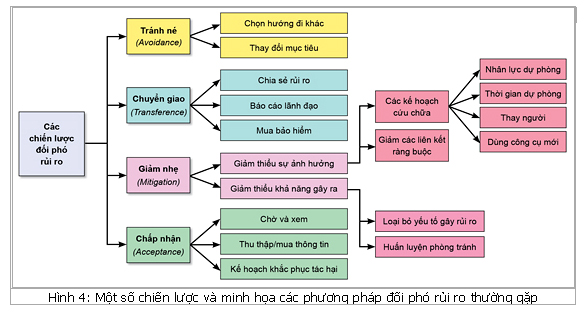 Các
chiến lược
đối phó
rủi ro
Tránh né
(Avoidance)
Chọn hướng đi khác
Thay đổi mục tiêu
Chuyển giao
(Transference)
Chia sẻ rủi ro
Báo cáo lãnh đạo
Mua bảo hiểm
Giảm nhẹ
(Mitigation)
Giảm thiểu sự ảnh hưởng
Giảm thiểu khả năng gây ra
Các kế hoạch
cứu chữa
Giảm các liên kết
ràng buộc
Nhân lực dự phòng
Thời gian dự phòng
Thay người
Dùng công cụ mới
Loại bỏ yếu tố gây rủi ro
Huấn luyện phòng tránh
Chấp nhận
(Acceptance)
Chờ và xem
Thu thập/mua thông tin
Kế hoạch khắc phục tác hại
Hình 4: Một số chiến lược và minh họa các phương pháp đối phó rủi ro thường gặp